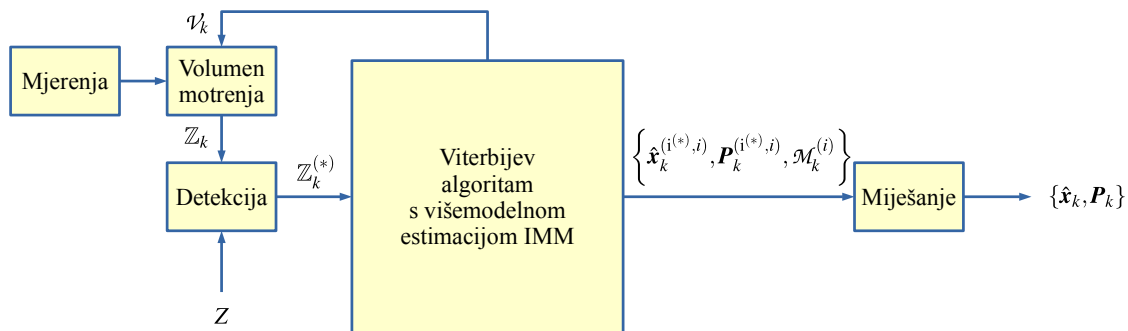 𝒱_k
Mjerenja
Volumen
motrenja
ℤ_k
Detekcija
ℤ_k^{(*)}
Z
Viterbijev
algoritam
s višemodelnom
estimacijom IMM
{x̂_k^{(i^{(*)},i)}, P_k^{(i^{(*)},i)}, ℳ_k^{(i)}}
Miješanje
{x̂_k, P_k}